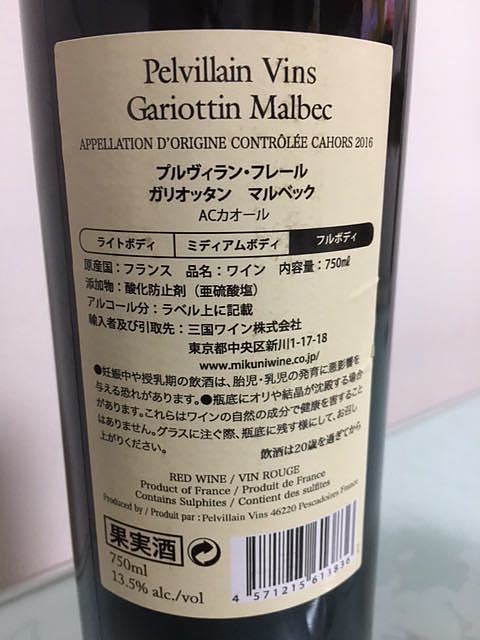 Pelvillain Vins
Gariottin Malbec
APPELLATION D'ORIGINE CONTRÔLÉE CAHORS 2016
プルヴィラン・フレール
ガリオッタン　マルベック
ACカオール
ライトボディ ミディアムボディ フルボディ
原産国：フランス　品名：ワイン　内容量：750㎖
添加物：酸化防止剤（亜硫酸塩）
アルコール分：ラベル上に記載
輸入者及び引取先：三国ワイン株式会社
東京都中央区新川1-17-18
www.mikuniwine.co.jp/
●妊娠中や授乳期の飲酒は、胎児・乳児の発育に悪影響を
与える恐れがあります。●瓶底にオリや結晶が沈殿する場合
があります。これらはワインの自然の成分で健康を害すること
はありません。グラスに注ぐ際、瓶底に残す様にして、お召し
上がりください。
飲酒は20歳を過ぎてから
RED WINE / VIN ROUGE
Product of France / Produit de France
Contains Sulphites / Contient des sulfites
Produced by / Produit par : Pelvillain Vins 46220 Pescadoires France
果実酒
750ml
13.5% alc./vol
4 571215 611836